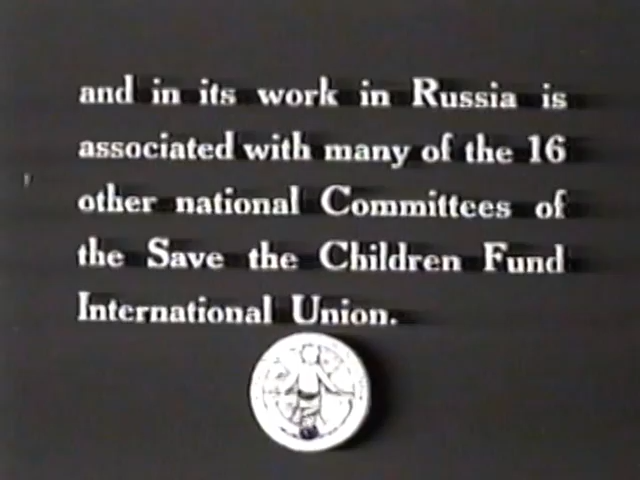 and in its work in Russia is
associated with many of the 16
other national Committees of
the Save the Children Fund
International Union.